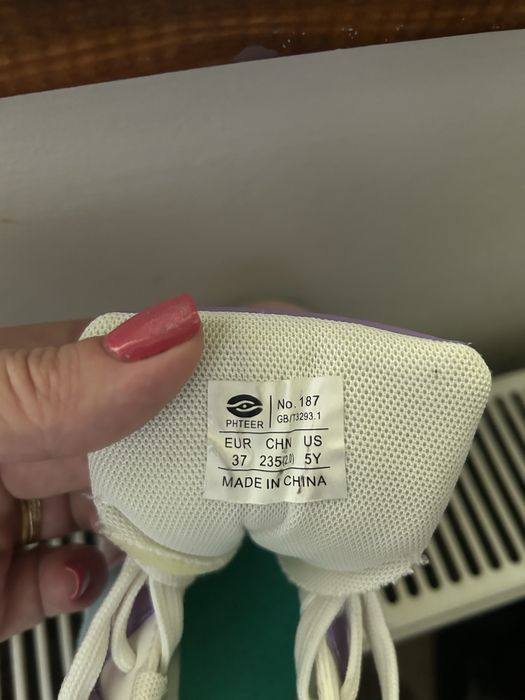 PHTEER
No. 187
GB/T3293.1
EUR CHN US
37 235(2.0) 5Y
MADE IN CHINA